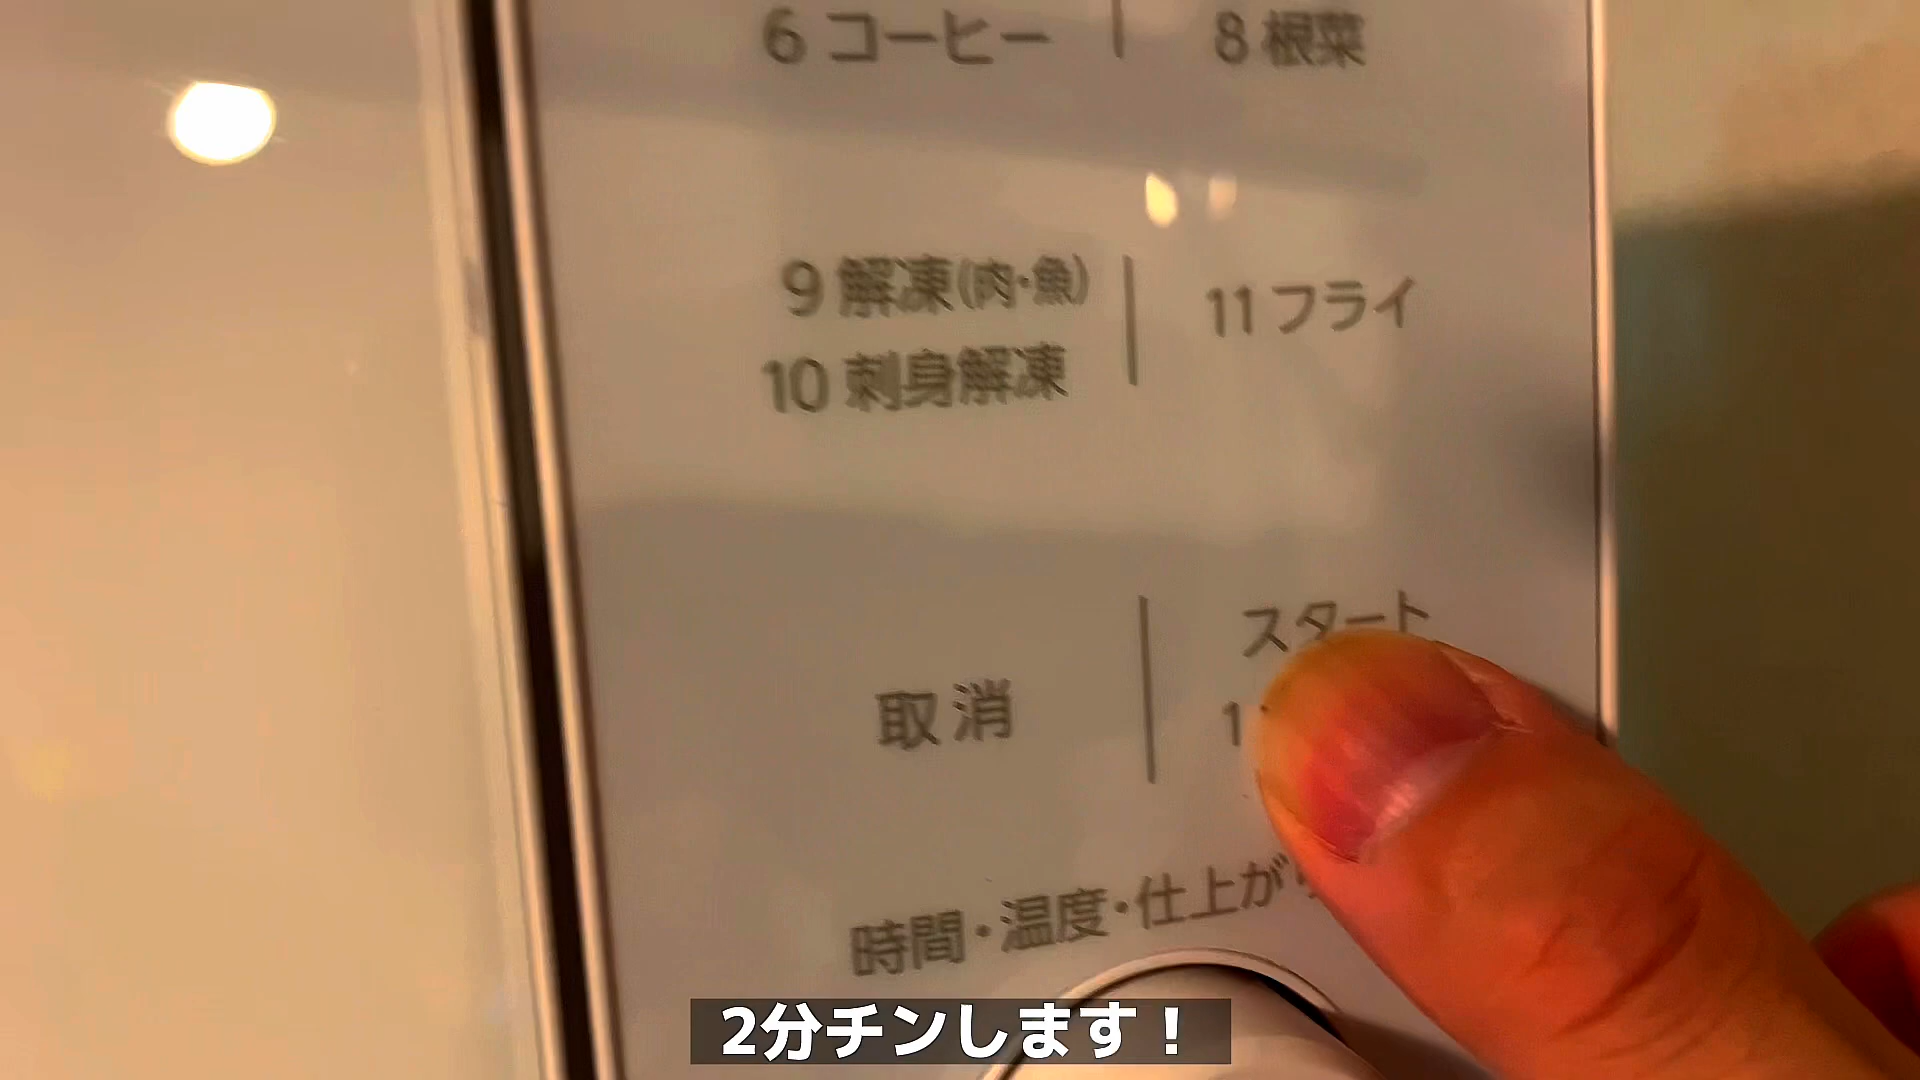 6 コーヒー
8 根菜
9 解凍(肉・魚)
10 刺身解凍
11 フライ
スタート
取消
時間・温度・仕上がり
2分チンします！